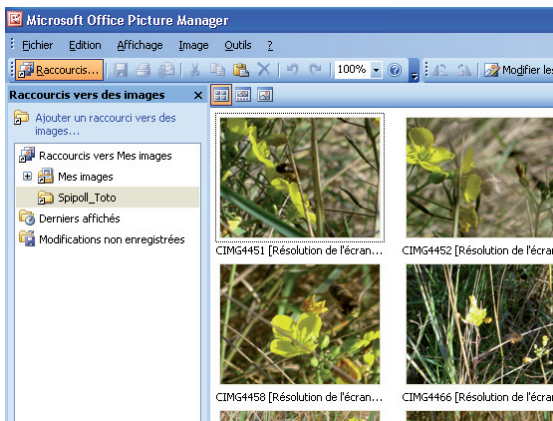 Microsoft Office Picture Manager
Fichier Edition Affichage Image Outils ?
Raccourcis... 100% Modifier les
Raccourcis vers des images x
Ajouter un raccourci vers des
images...
Raccourcis vers Mes images
Mes images
Spipoll_Toto
Derniers affichés
Modifications non enregistrées
CIMG4451 [Résolution de l'écran... CIMG4452 [Résolution de l'écran
CIMG4458 [Résolution de l'écran... CIMG4466 [Résolution de l'écran